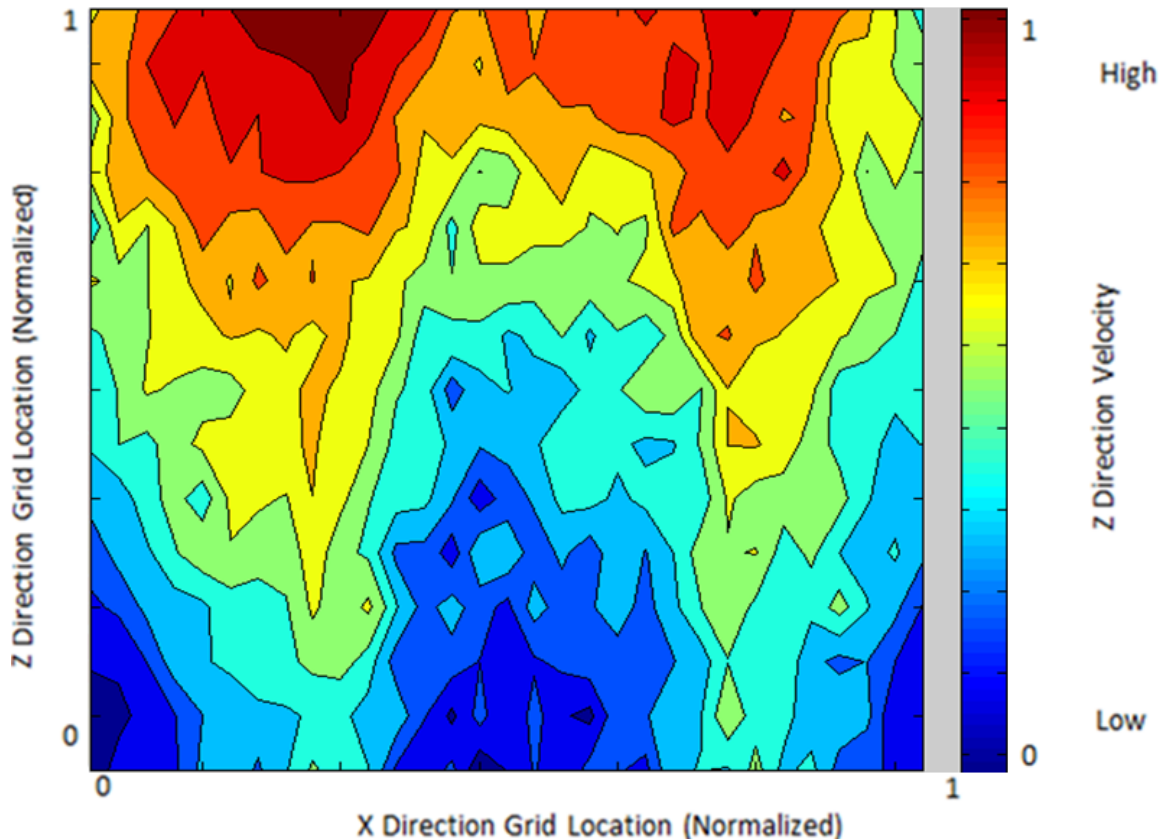 1
1
High
Z Direction Grid Location (Normalized)
Z Direction Velocity
Low
0
0
0
1
X Direction Grid Location (Normalized)